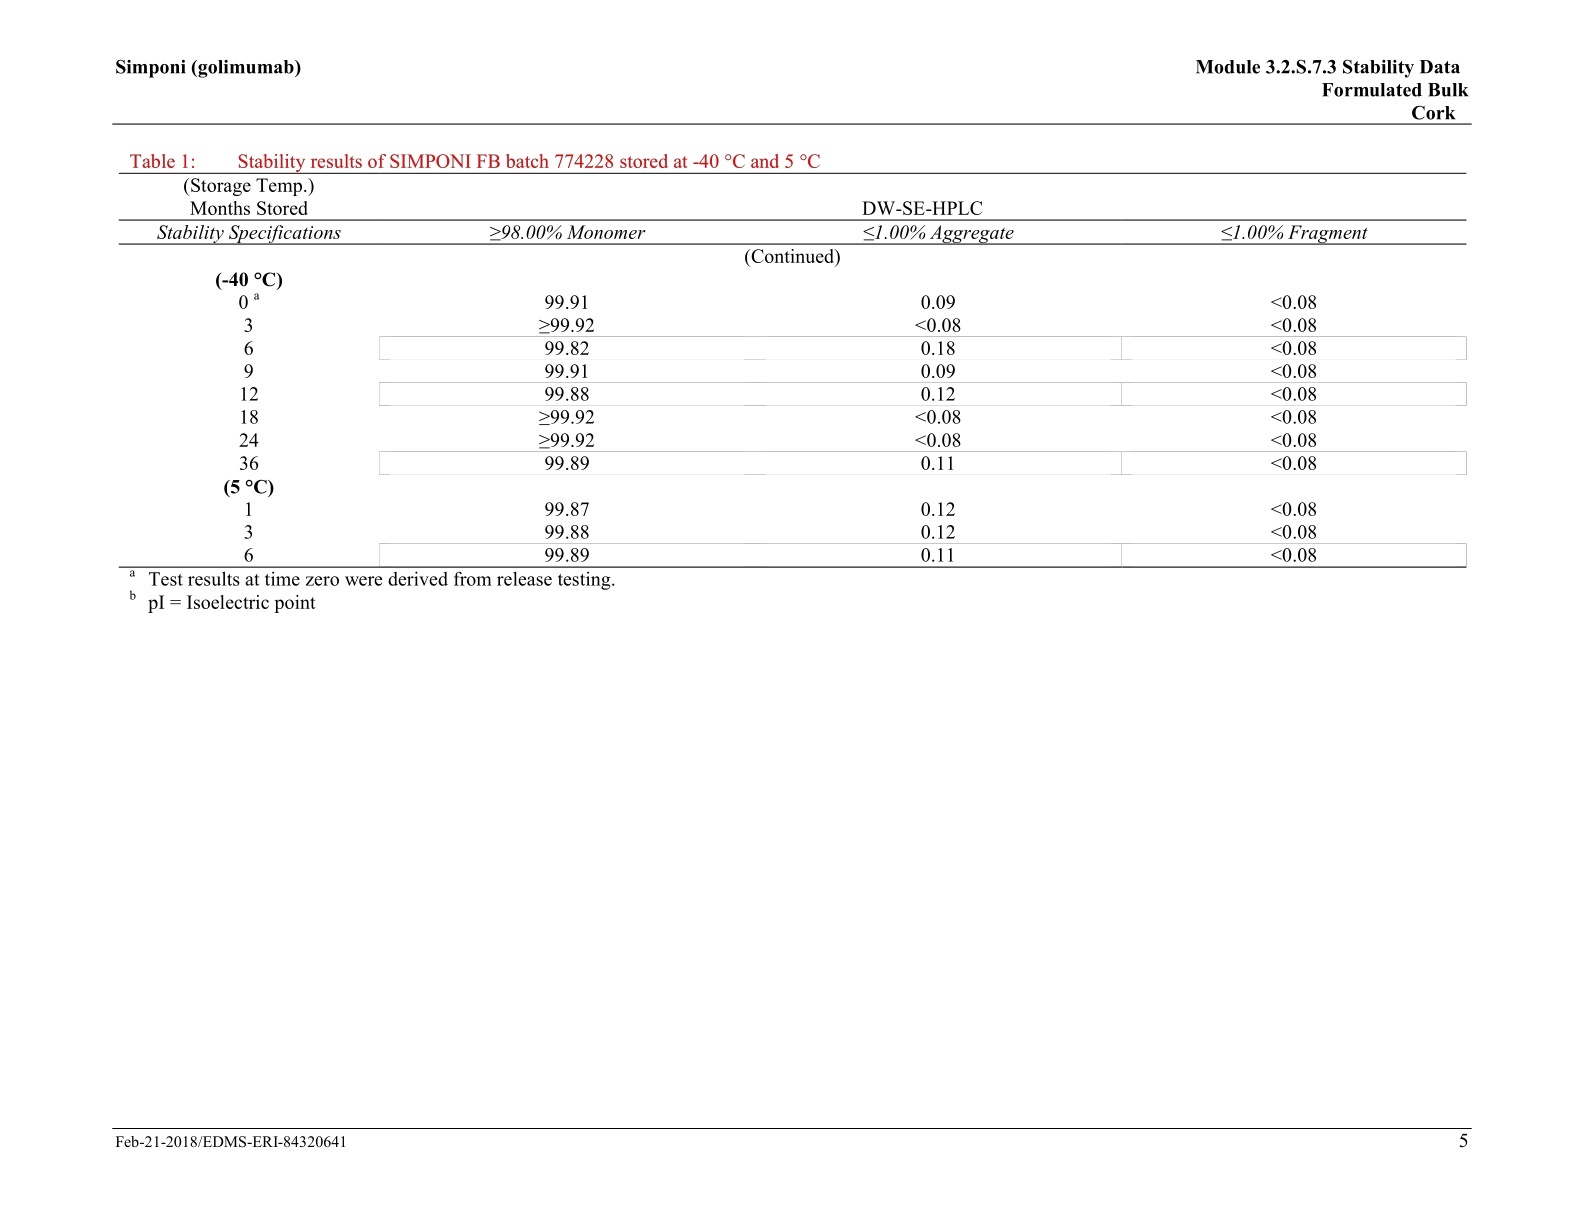 Simponi (golimumab) Module 3.2.S.7.3 Stability Data
Formulated Bulk
Cork
Table 1: Stability results of SIMPONI FB batch 774228 stored at -40 °C and 5 °C
(Storage Temp.)
Months Stored DW-SE-HPLC
Stability Specifications ≥98.00% Monomer ≤1.00% Aggregate ≤1.00% Fragment
(Continued)
(-40 °C)
0 a 99.91 0.09 <0.08
3 ≥99.92 <0.08 <0.08
6 99.82 0.18 <0.08
9 99.91 0.09 <0.08
12 99.88 0.12 <0.08
18 ≥99.92 <0.08 <0.08
24 ≥99.92 <0.08 <0.08
36 99.89 0.11 <0.08
(5 °C)
1 99.87 0.12 <0.08
3 99.88 0.12 <0.08
6 99.89 0.11 <0.08
a Test results at time zero were derived from release testing.
b pI = Isoelectric point
Feb-21-2018/EDMS-ERI-84320641 5